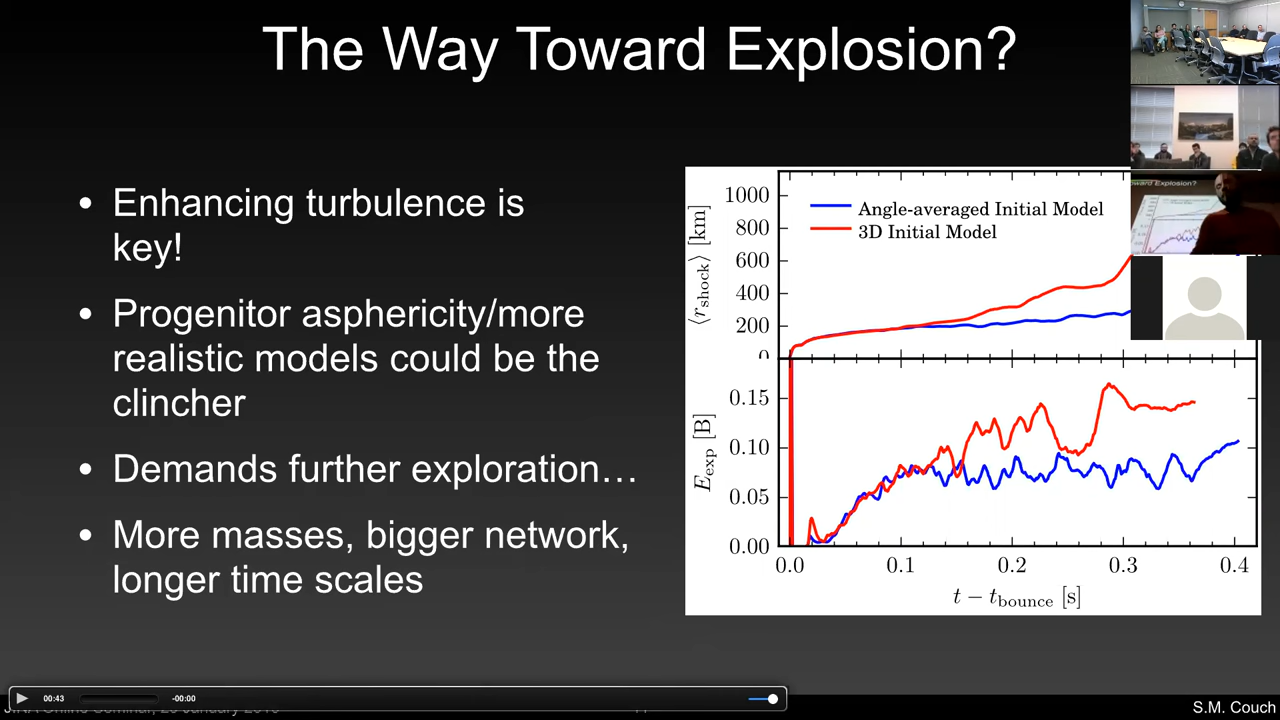 The Way Toward Explosion?
• Enhancing turbulence is
key!
• Progenitor asphericity/more
realistic models could be the
clincher
• Demands further exploration…
• More masses, bigger network,
longer time scales
⟨r_shock⟩ [km]
1000
800
600
400
200
0
Angle-averaged Initial Model
3D Initial Model
E_exp [B]
0.15
0.10
0.05
0.00
0.0 0.1 0.2 0.3 0.4
t − t_bounce [s]
oward Explosion?
00:43 -00:00
S.M. Couch